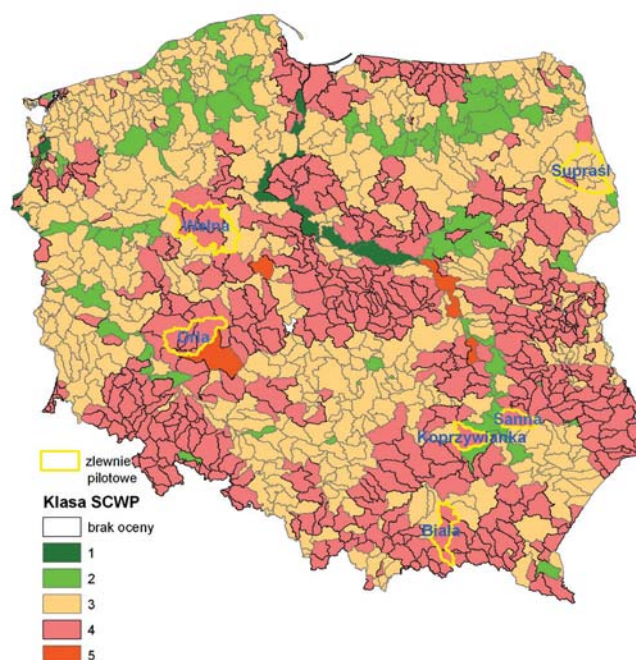 Supraśl
Wełna
Orla
Sanna
Koprzywianka
Biała
zlewnie
pilotowe
Klasa SCWP
brak oceny
1
2
3
4
5